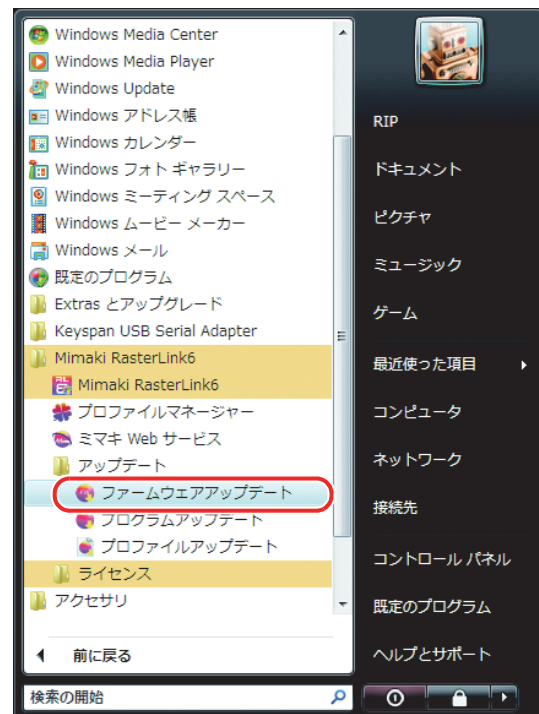 Windows Media Center
Windows Media Player
Windows Update
Windows アドレス帳
Windows カレンダー
Windows フォト ギャラリー
Windows ミーティング スペース
Windows ムービー メーカー
Windows メール
既定のプログラム
Extras とアップグレード
Keyspan USB Serial Adapter
Mimaki RasterLink6
Mimaki RasterLink6
プロファイルマネージャー
ミマキ Web サービス
アップデート
ファームウェアアップデート
プログラムアップデート
プロファイルアップデート
ライセンス
アクセサリ
前に戻る
検索の開始
RIP
ドキュメント
ピクチャ
ミュージック
ゲーム
最近使った項目
コンピュータ
ネットワーク
接続先
コントロール パネル
既定のプログラム
ヘルプとサポート